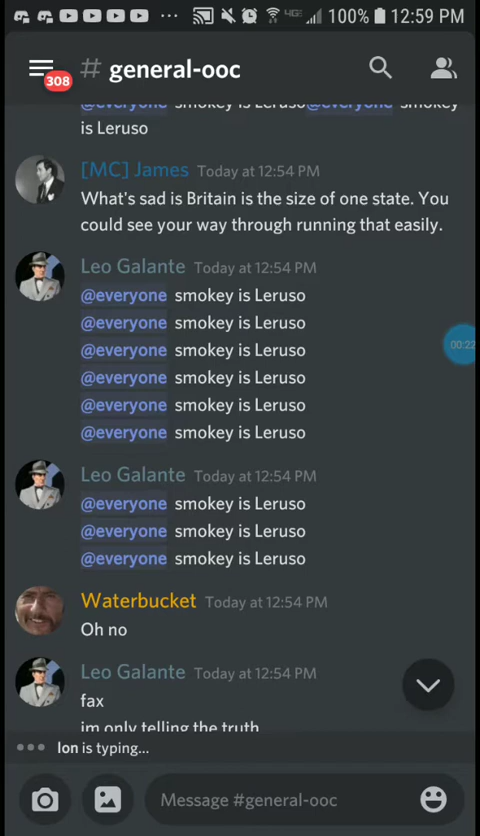 100% 12:59 PM
308
# general-ooc
@everyone smokey is Leruso@everyone smokey
is Leruso
[MC] James Today at 12:54 PM
What's sad is Britain is the size of one state. You
could see your way through running that easily.
Leo Galante Today at 12:54 PM
@everyone smokey is Leruso
@everyone smokey is Leruso
@everyone smokey is Leruso
00:22
@everyone smokey is Leruso
@everyone smokey is Leruso
@everyone smokey is Leruso
Leo Galante Today at 12:54 PM
@everyone smokey is Leruso
@everyone smokey is Leruso
@everyone smokey is Leruso
Waterbucket Today at 12:54 PM
Oh no
Leo Galante Today at 12:54 PM
fax
im only telling the truth
Message #general-ooc